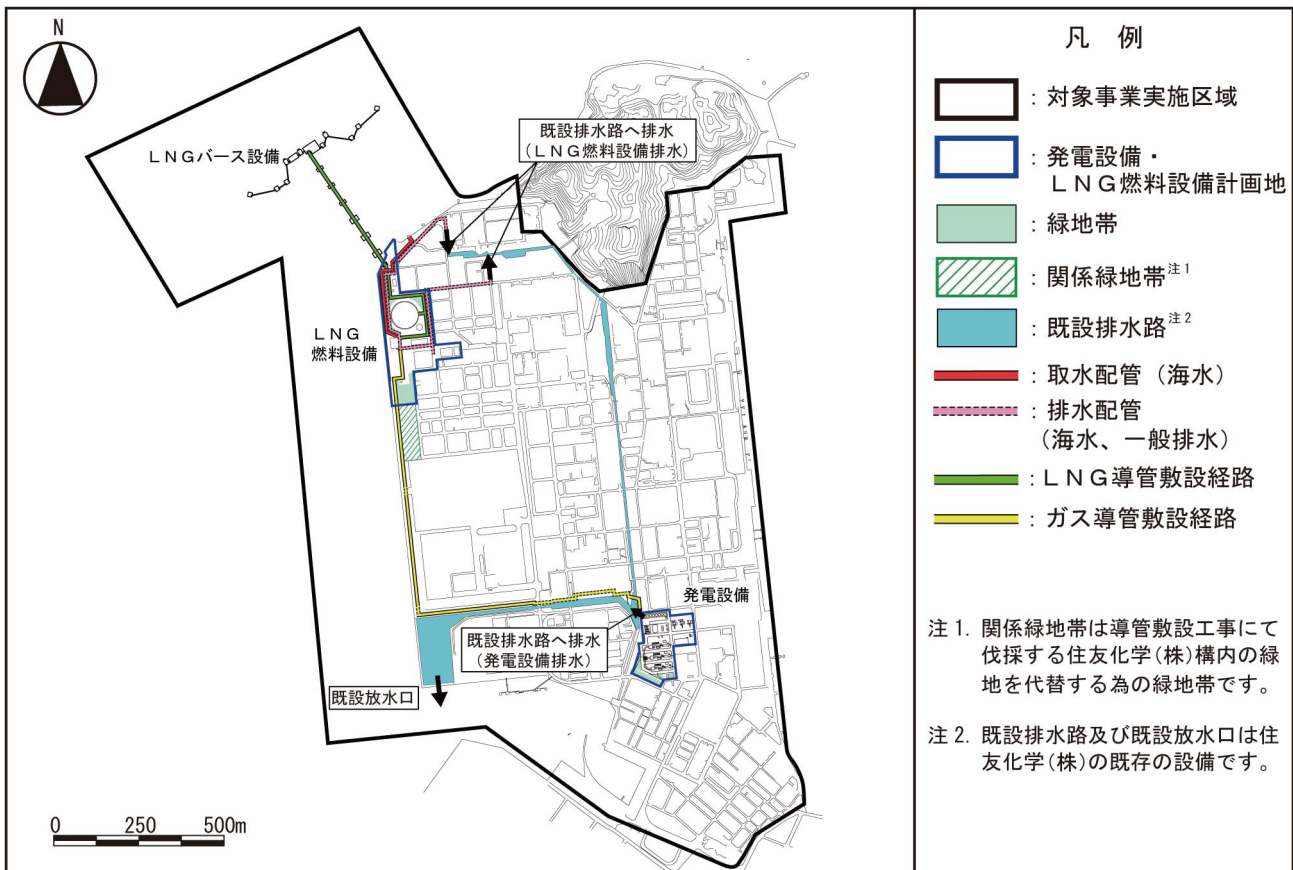 N
LNGバース設備
既設排水路へ排水
(LNG燃料設備排水)
LNG
燃料設備
発電設備
既設排水路へ排水
(発電設備排水)
既設放水口
0 250 500m
凡 例
：対象事業実施区域
：発電設備・
LNG燃料設備計画地
：緑地帯
：関係緑地帯注1
：既設排水路注2
：取水配管（海水）
：排水配管
（海水、一般排水）
：LNG導管敷設経路
：ガス導管敷設経路
注1. 関係緑地帯は導管敷設工事にて
伐採する住友化学(株)構内の緑
地を代替する為の緑地帯です。
注2. 既設排水路及び既設放水口は住
友化学(株)の既存の設備です。